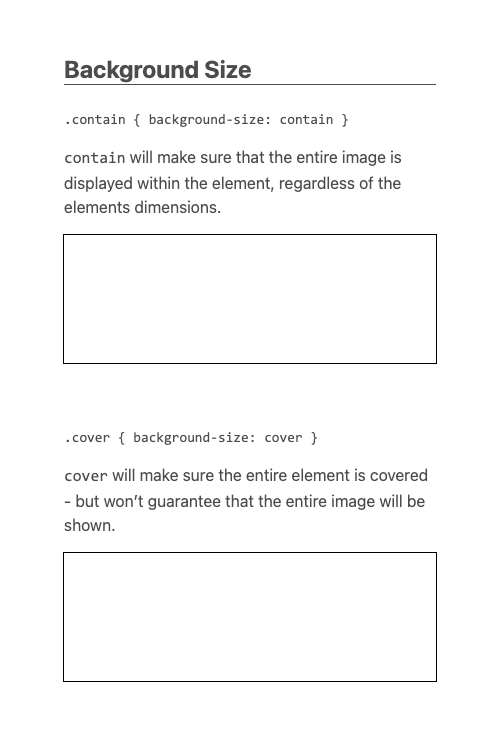 Background Size
.contain { background-size: contain }
contain will make sure that the entire image is
displayed within the element, regardless of the
elements dimensions.
.cover { background-size: cover }
cover will make sure the entire element is covered
- but won’t guarantee that the entire image will be
shown.